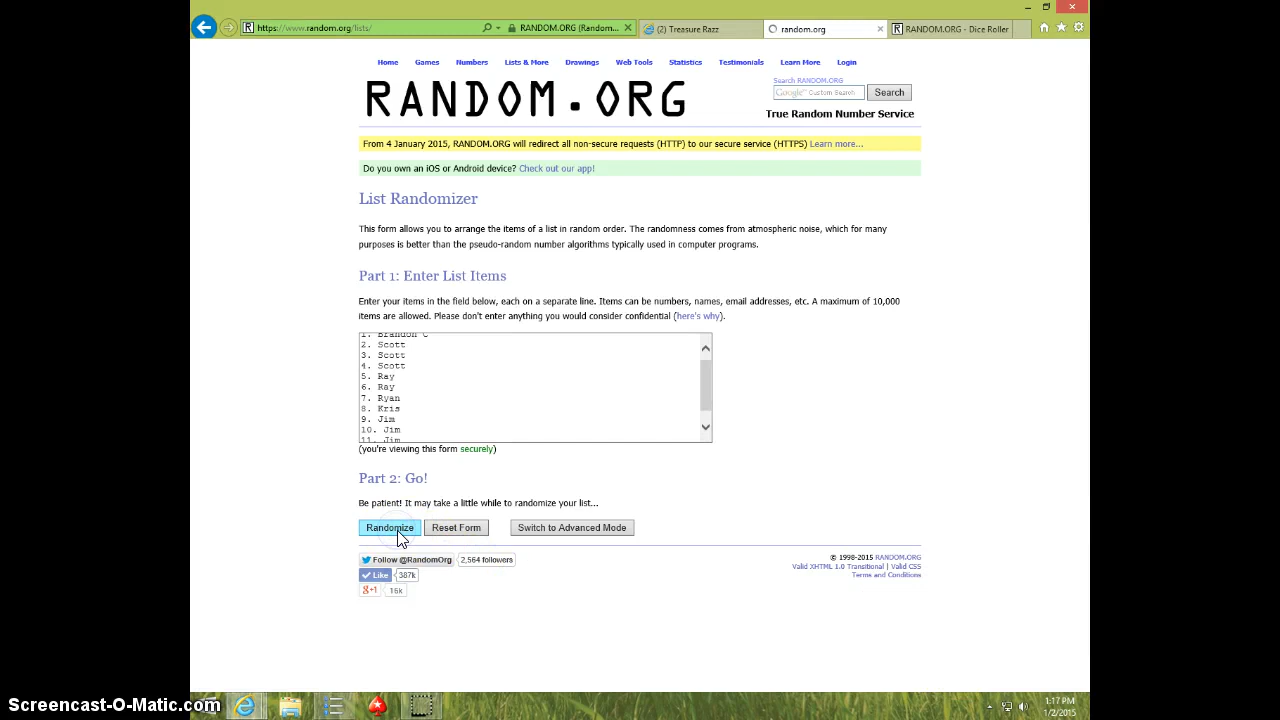 https://www.random.org/lists/
RANDOM.ORG (Random...
(2) Treasure Razz
random.org
RANDOM.ORG - Dice Roller
Home Games Numbers Lists & More Drawings Web Tools Statistics Testimonials Learn More Login
RANDOM.ORG
Search RANDOM.ORG
Google Custom Search
Search
True Random Number Service
From 4 January 2015, RANDOM.ORG will redirect all non-secure requests (HTTP) to our secure service (HTTPS) Learn more...
Do you own an iOS or Android device? Check out our app!
List Randomizer
This form allows you to arrange the items of a list in random order. The randomness comes from atmospheric noise, which for many
purposes is better than the pseudo-random number algorithms typically used in computer programs.
Part 1: Enter List Items
Enter your items in the field below, each on a separate line. Items can be numbers, names, email addresses, etc. A maximum of 10,000
items are allowed. Please don't enter anything you would consider confidential (here's why).
1. Brandon C
2. Scott
3. Scott
4. Scott
5. Ray
6. Ray
7. Ryan
8. Kris
9. Jim
10. Jim
11. Jim
(you're viewing this form securely)
Part 2: Go!
Be patient! It may take a little while to randomize your list...
Randomize
Reset Form
Switch to Advanced Mode
Follow @RandomOrg
2,564 followers
Like
387k
g+1
16k
© 1998-2015 RANDOM.ORG
Valid XHTML 1.0 Transitional | Valid CSS
Terms and Conditions
Screencast-O-Matic.com
1:17 PM
1/2/2015